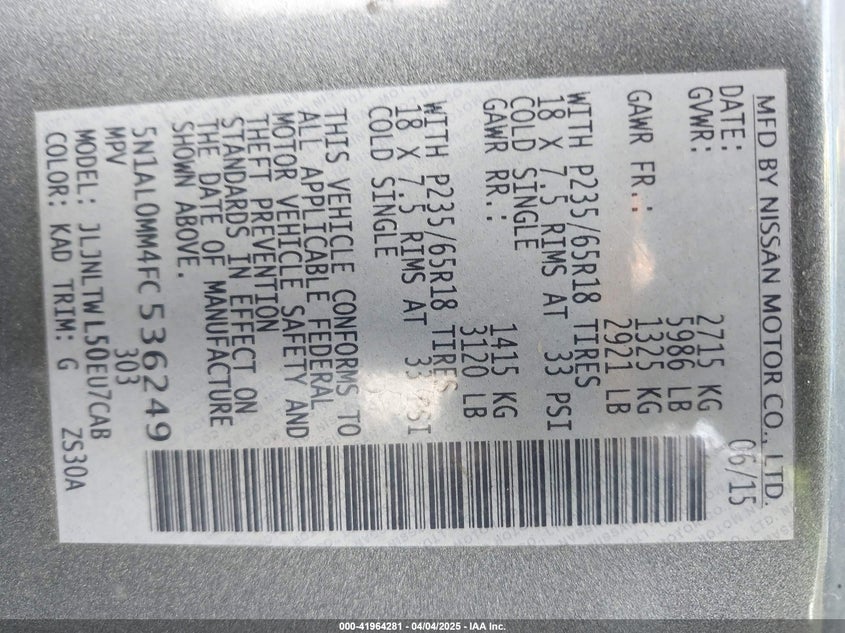 MFD BY NISSAN MOTOR CO., LTD.
DATE: 06/15
GVWR: 2715 KG
5986 LB
GAWR FR.: 1325 KG
2921 LB
WITH P235/65R18 TIRES
18 X 7.5 RIMS AT 33 PSI
COLD SINGLE
GAWR RR.: 1415 KG
3120 LB
WITH P235/65R18 TIRES
18 X 7.5 RIMS AT 33 PSI
COLD SINGLE
THIS VEHICLE CONFORMS TO
ALL APPLICABLE FEDERAL
MOTOR VEHICLE SAFETY AND
THEFT PREVENTION
STANDARDS IN EFFECT ON
THE DATE OF MANUFACTURE
SHOWN ABOVE.
5N1AL0MM4FC536249
MPV 303
MODEL: JLJNLTWL50EU7CAB
COLOR: KAD TRIM: G ZS30A
000-41964281 - 04/04/2025 - IAA Inc.